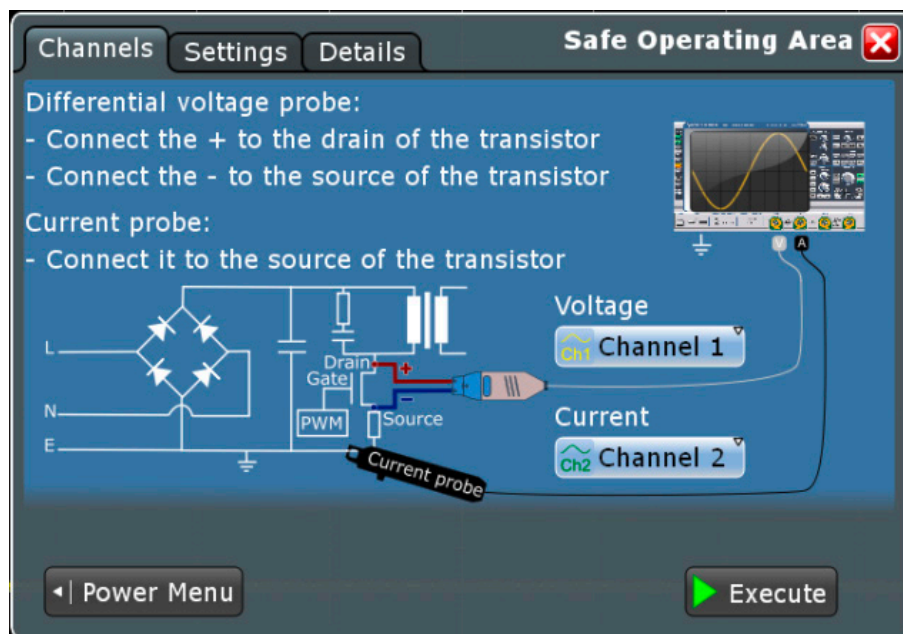 Channels Settings Details Safe Operating Area
Differential voltage probe:
- Connect the + to the drain of the transistor
- Connect the - to the source of the transistor
Current probe:
- Connect it to the source of the transistor
V A
Voltage
Ch1 Channel 1
L
Drain +
Gate
N
PWM
- Source
Current
E
Current probe
Ch2 Channel 2
Power Menu
Execute